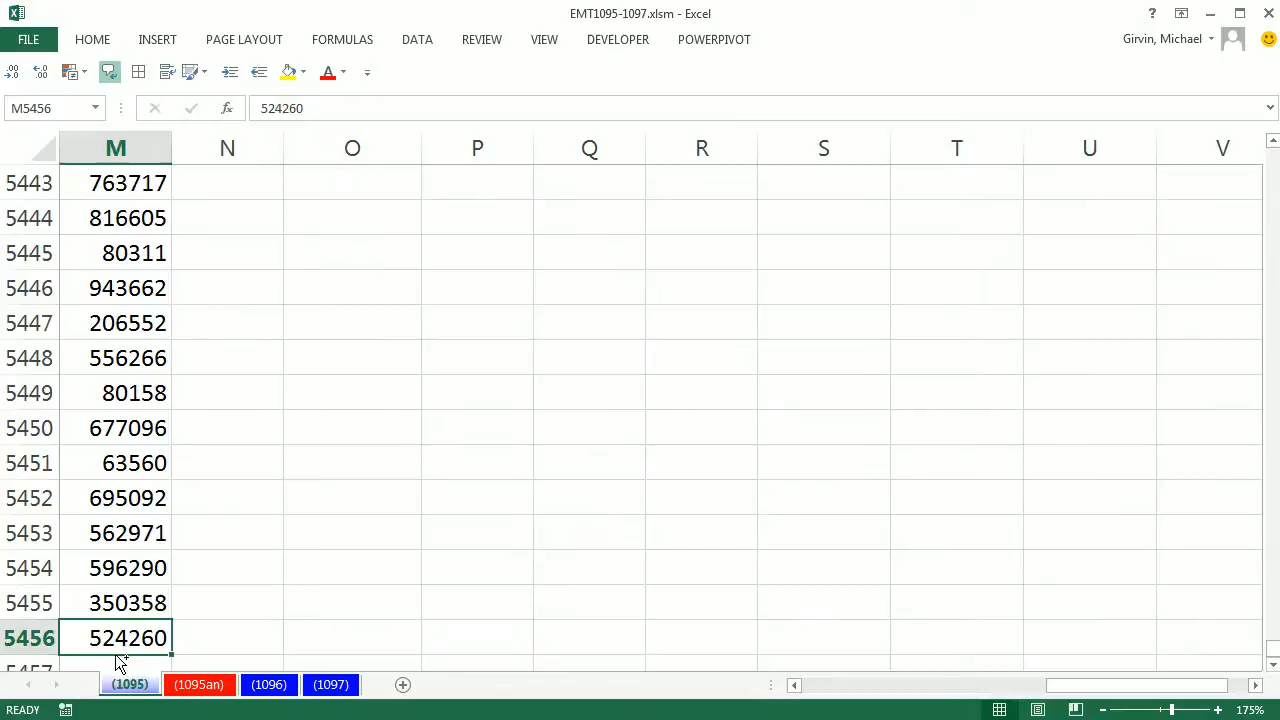 EMT1095-1097.xlsm - Excel
FILE HOME INSERT PAGE LAYOUT FORMULAS DATA REVIEW VIEW DEVELOPER POWERPIVOT Girvin, Michael
M5456 fx 524260
M N O P Q R S T U V
5443 763717
5444 816605
5445 80311
5446 943662
5447 206552
5448 556266
5449 80158
5450 677096
5451 63560
5452 695092
5453 562971
5454 596290
5455 350358
5456 524260
5457
(1095) (1095an) (1096) (1097)
READY 175%